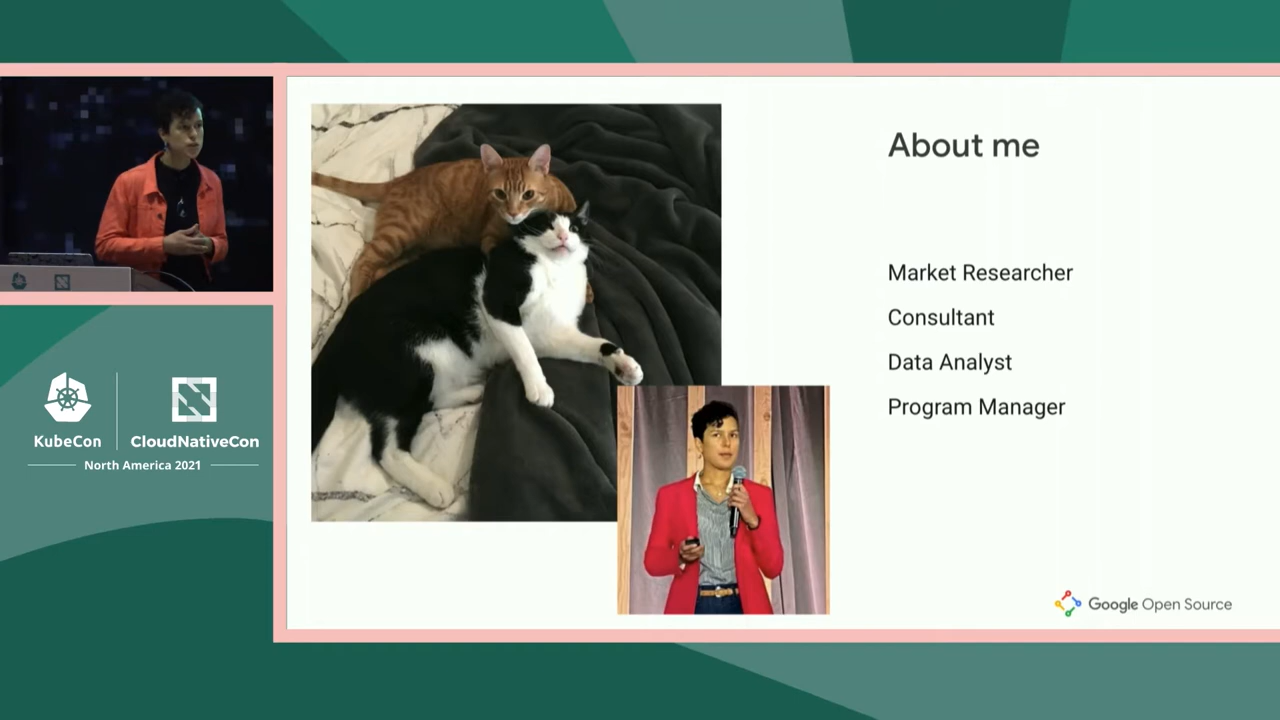 About me
Market Researcher
Consultant
Data Analyst
Program Manager
Google Open Source
KubeCon
CloudNativeCon
North America 2021